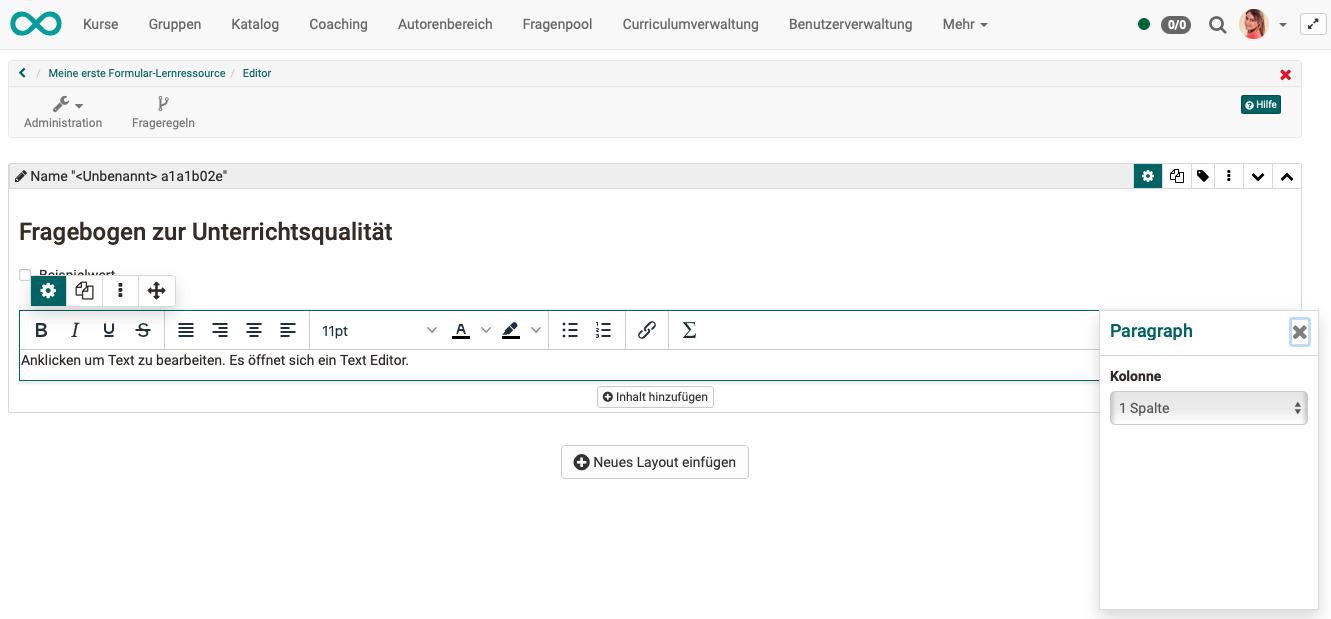 Kurse Gruppen Katalog Coaching Autorenbereich Fragenpool Curriculumverwaltung Benutzerverwaltung Mehr 0/0
/ Meine erste Formular-Lernressource / Editor
Administration Frageregeln Hilfe
Name "<Unbenannt> a1a1b02e"
Fragebogen zur Unterrichtsqualität
Beispielwort
B I U S 11pt A Σ
Anklicken um Text zu bearbeiten. Es öffnet sich ein Text Editor.
Inhalt hinzufügen
Neues Layout einfügen
Paragraph
Kolonne
1 Spalte